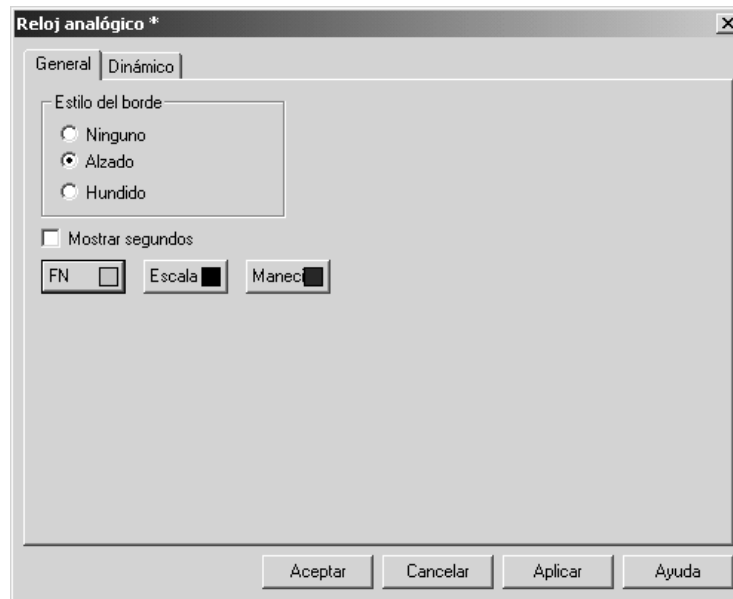 Reloj analógico *
General Dinámico
Estilo del borde
Ninguno
Alzado
Hundido
Mostrar segundos
FN Escala Maneci
Aceptar Cancelar Aplicar Ayuda